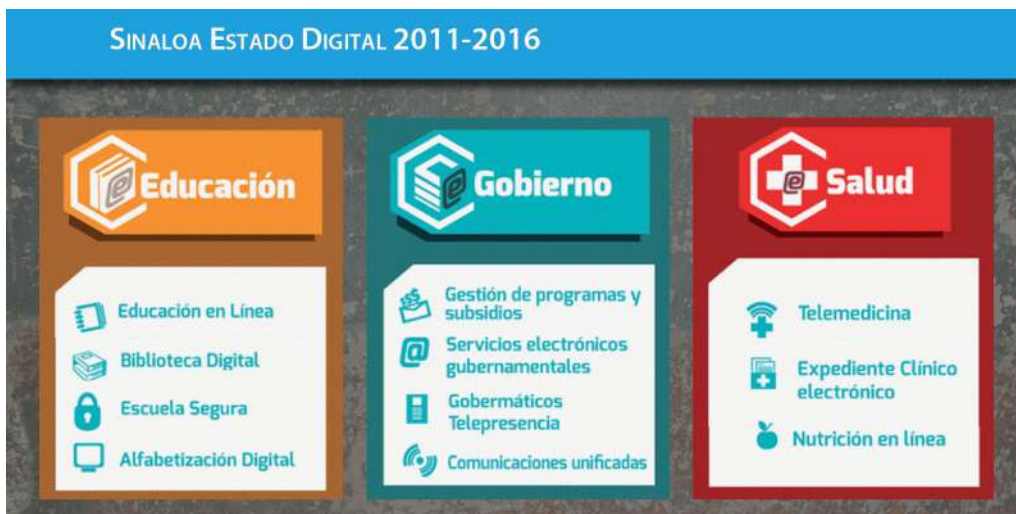 Sinaloa Estado Digital 2011-2016
e Educación
Educación en Línea
Biblioteca Digital
Escuela Segura
Alfabetización Digital
e Gobierno
Gestión de programas y
subsidios
Servicios electrónicos
gubernamentales
Gobermáticos
Telepresencia
Comunicaciones unificadas
e Salud
Telemedicina
Expediente Clínico
electrónico
Nutrición en línea